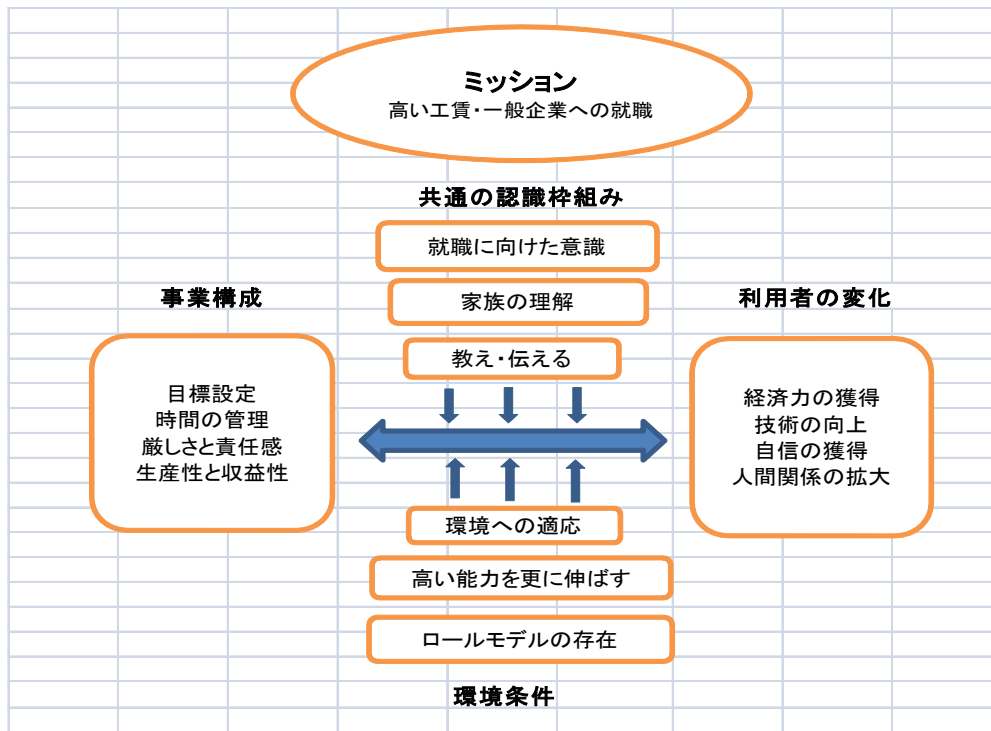 ミッション
高い工賃・一般企業への就職
共通の認識枠組み
就職に向けた意識
家族の理解
教え・伝える
事業構成
目標設定
時間の管理
厳しさと責任感
生産性と収益性
利用者の変化
経済力の獲得
技術の向上
自信の獲得
人間関係の拡大
環境への適応
高い能力を更に伸ばす
ロールモデルの存在
環境条件